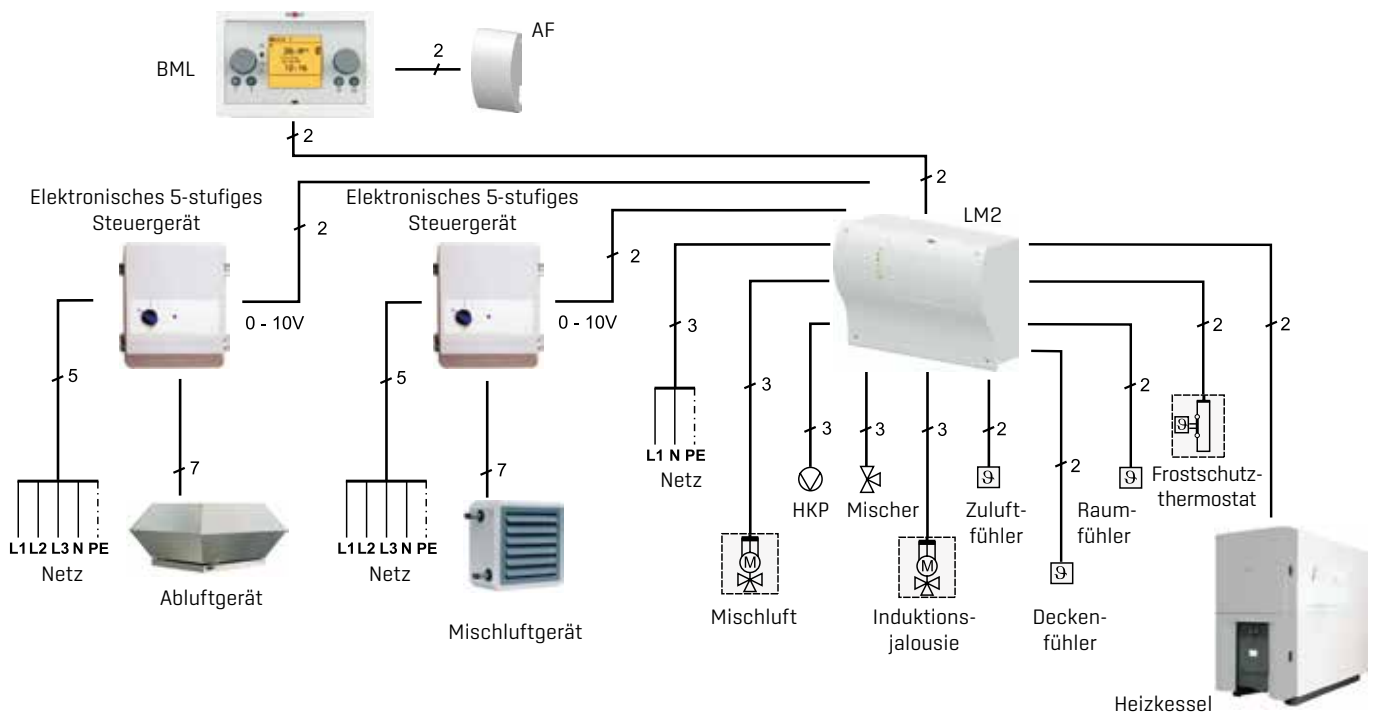 AF
2
BML
2
Elektronisches 5-stufiges
Steuergerät
Elektronisches 5-stufiges
Steuergerät
2
LM2
2
2
0 - 10V
0 - 10V
3
2
2
5
5
3
3
3
3
2
2
2
7
7
L1 N PE
Netz
HKP
Mischer
Zuluft-
fühler
Raum-
fühler
Frostschutz-
thermostat
L1 L2 L3 N PE
Netz
L1 L2 L3 N PE
Netz
M
M
Abluftgerät
Mischluftgerät
Mischluft
Induktions-
jalousie
Decken-
fühler
Heizkessel